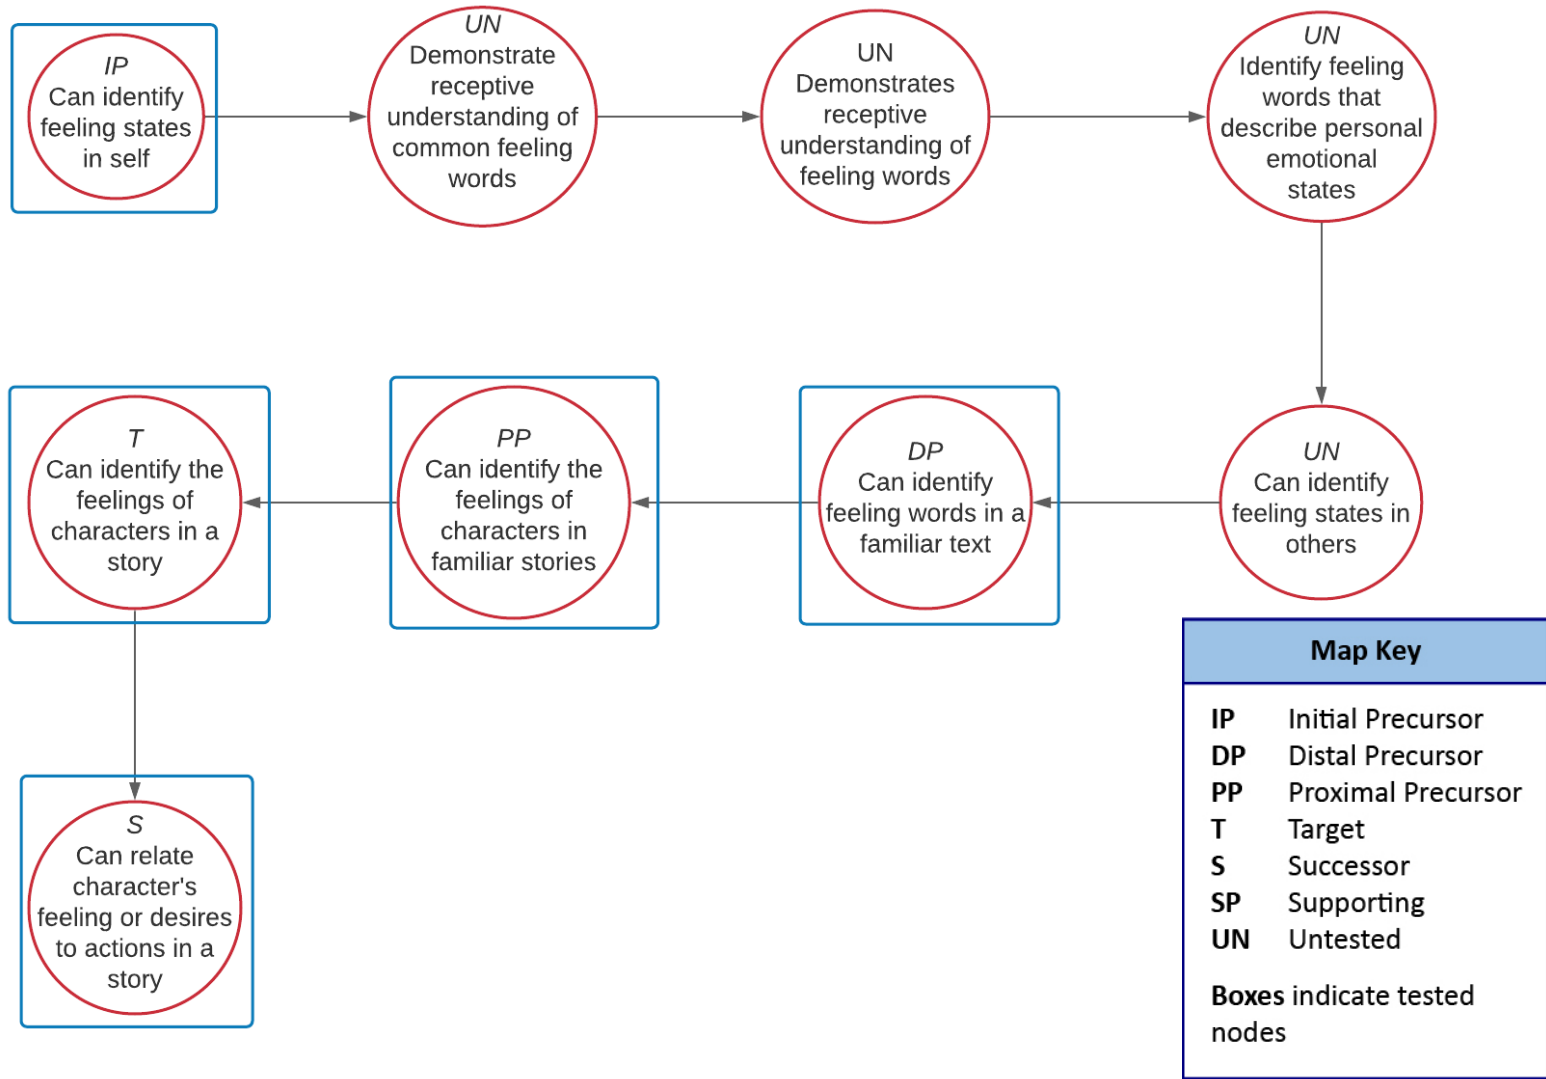 IP
Can identify
feeling states
in self
UN
Demonstrate
receptive
understanding of
common feeling
words
UN
Demonstrates
receptive
understanding of
feeling words
UN
Identify feeling
words that
describe personal
emotional
states
T
Can identify the
feelings of
characters in a
story
PP
Can identify the
feelings of
characters in
familiar stories
DP
Can identify
feeling words in a
familiar text
UN
Can identify
feeling states in
others
S
Can relate
character's
feeling or desires
to actions in a
story
Map Key
IP Initial Precursor
DP Distal Precursor
PP Proximal Precursor
T Target
S Successor
SP Supporting
UN Untested
Boxes indicate tested
nodes